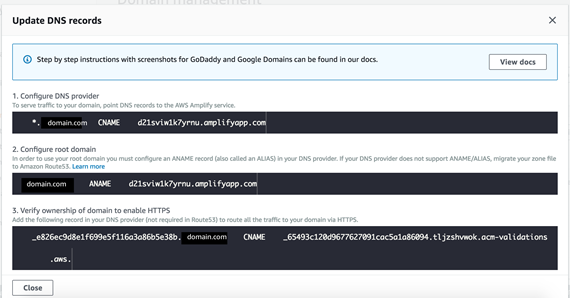 Domain management
Update DNS records
Step by step instructions with screenshots for GoDaddy and Google Domains can be found in our docs.
View docs
1. Configure DNS provider
To serve traffic to your domain, point DNS records to the AWS Amplify service.
*. domain.com CNAME d21sviw1k7yrnu.amplifyapp.com
2. Configure root domain
In order to use your root domain you must configure an ANAME record (also called an ALIAS) in your DNS provider. If your DNS provider does not support ANAME/ALIAS, migrate your zone file
to Amazon Route53. Learn more
domain.com ANAME d21sviw1k7yrnu.amplifyapp.com
3. Verify ownership of domain to enable HTTPS
Add the following record in your DNS provider (not required in Route53) to route all the traffic to your domain via HTTPS.
_e826ec9d8e1f699e5f116a3a86b5e38b. domain.com CNAME _65493c120d9677627091cac5a1a86094.tljzshvwok.acm-validations
.aws.
Close